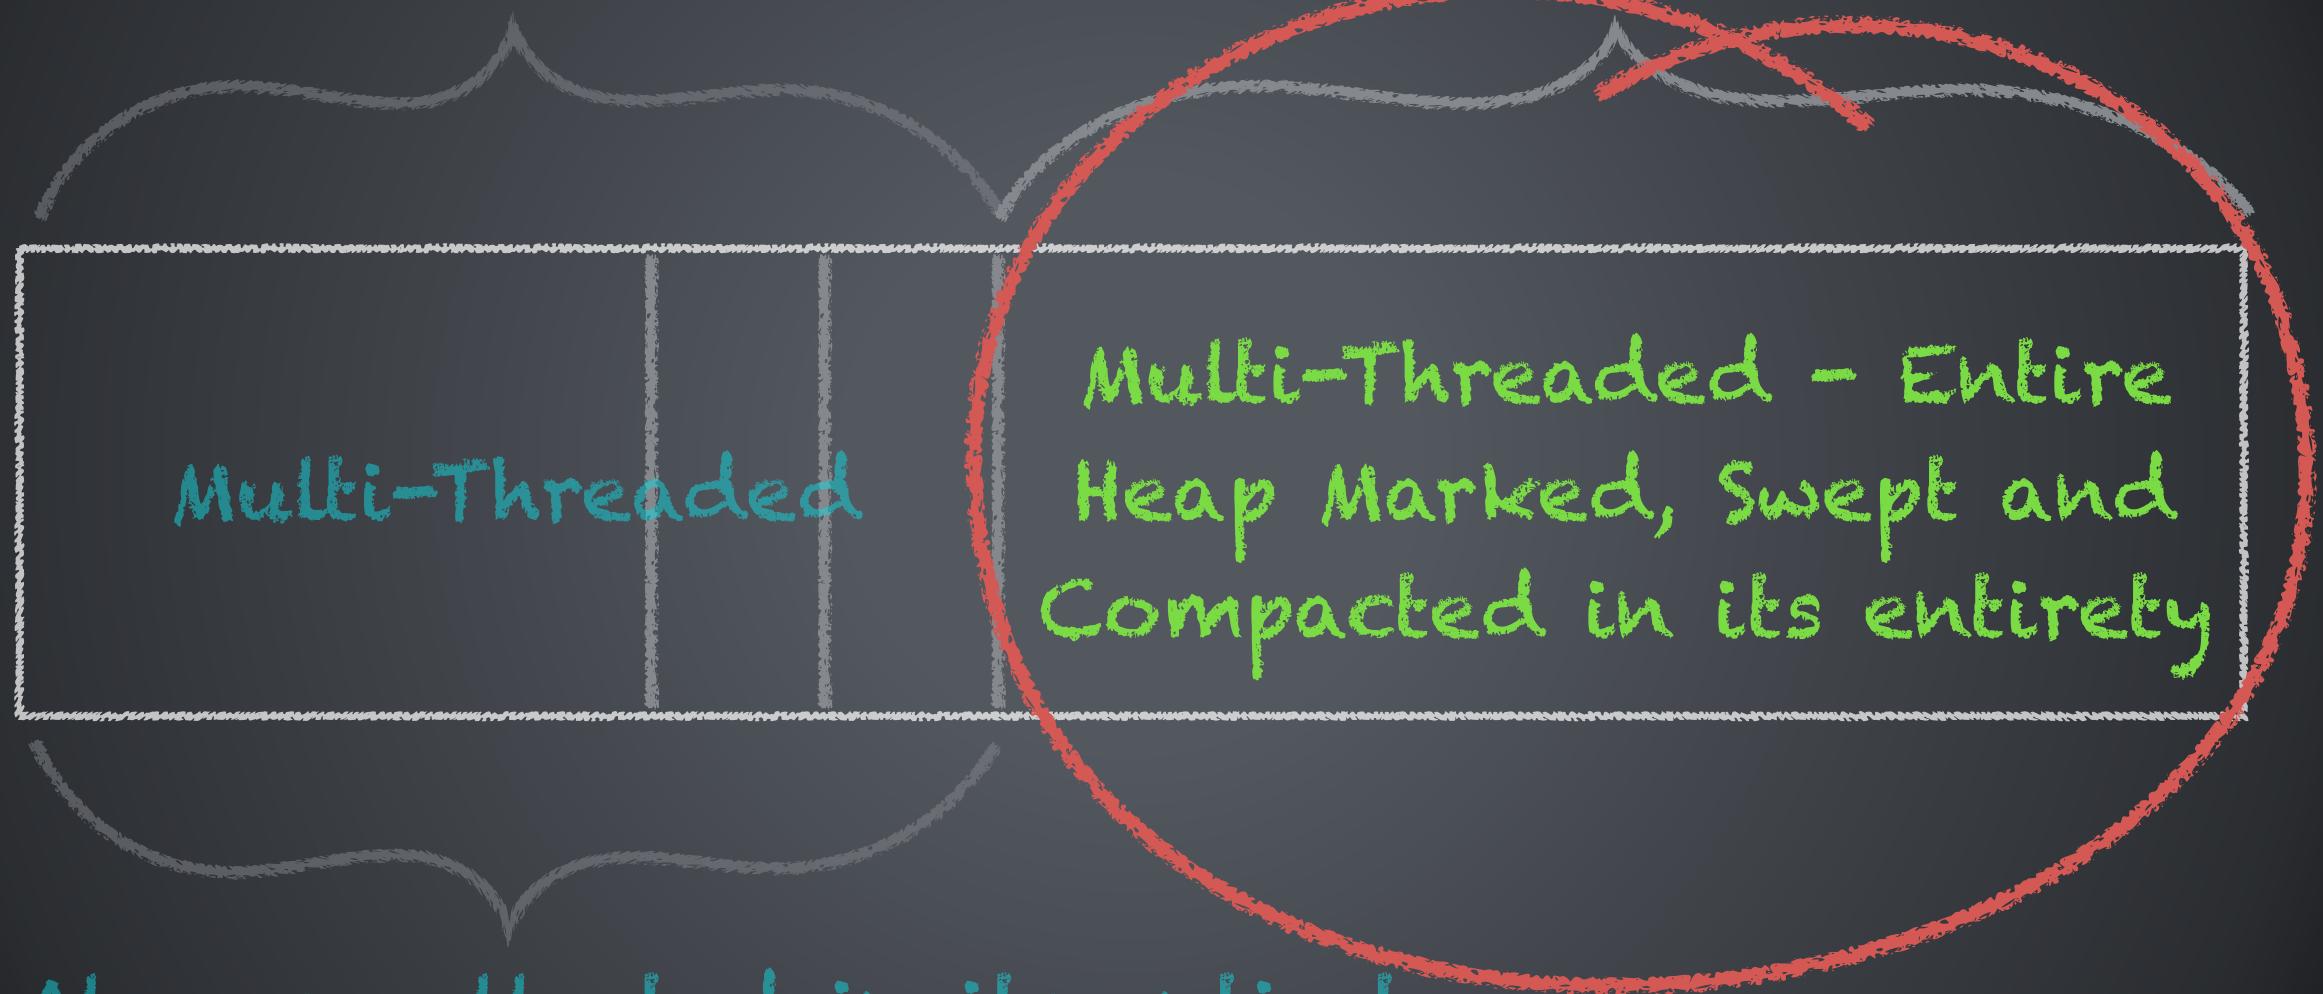 Multi-Threaded - Entire
Heap Marked, Swept and
Compacted in its entirety
Multi-Threaded